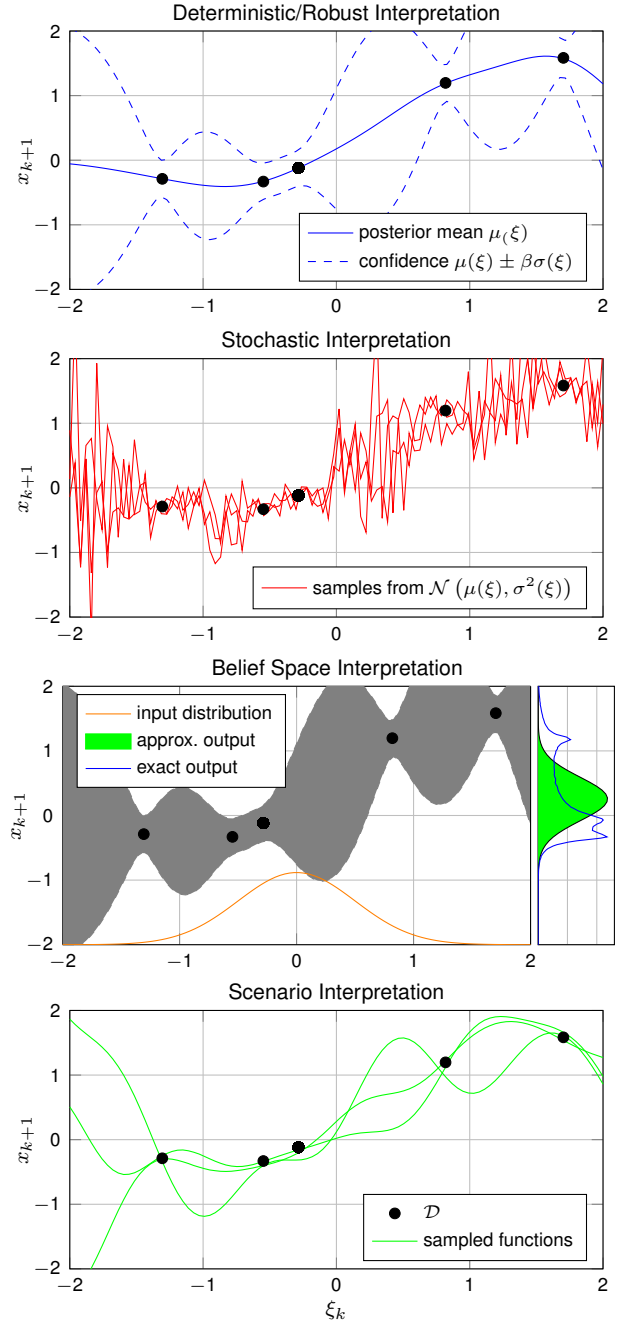 Deterministic/Robust Interpretation
2
1
0
−1
−2
x_{k+1}
posterior mean μ₍ξ)
confidence μ(ξ) ± βσ(ξ)
−2 −1 0 1 2
Stochastic Interpretation
2
1
0
−1
−2
x_{k+1}
samples from 𝒩 (μ(ξ), σ²(ξ))
−2 −1 0 1 2
Belief Space Interpretation
2
1
0
−1
−2
x_{k+1}
input distribution
approx. output
exact output
−2 −1 0 1 2
Scenario Interpretation
2
1
0
−1
−2
x_{k+1}
𝒟
sampled functions
−2 −1 0 1 2
ξ_k